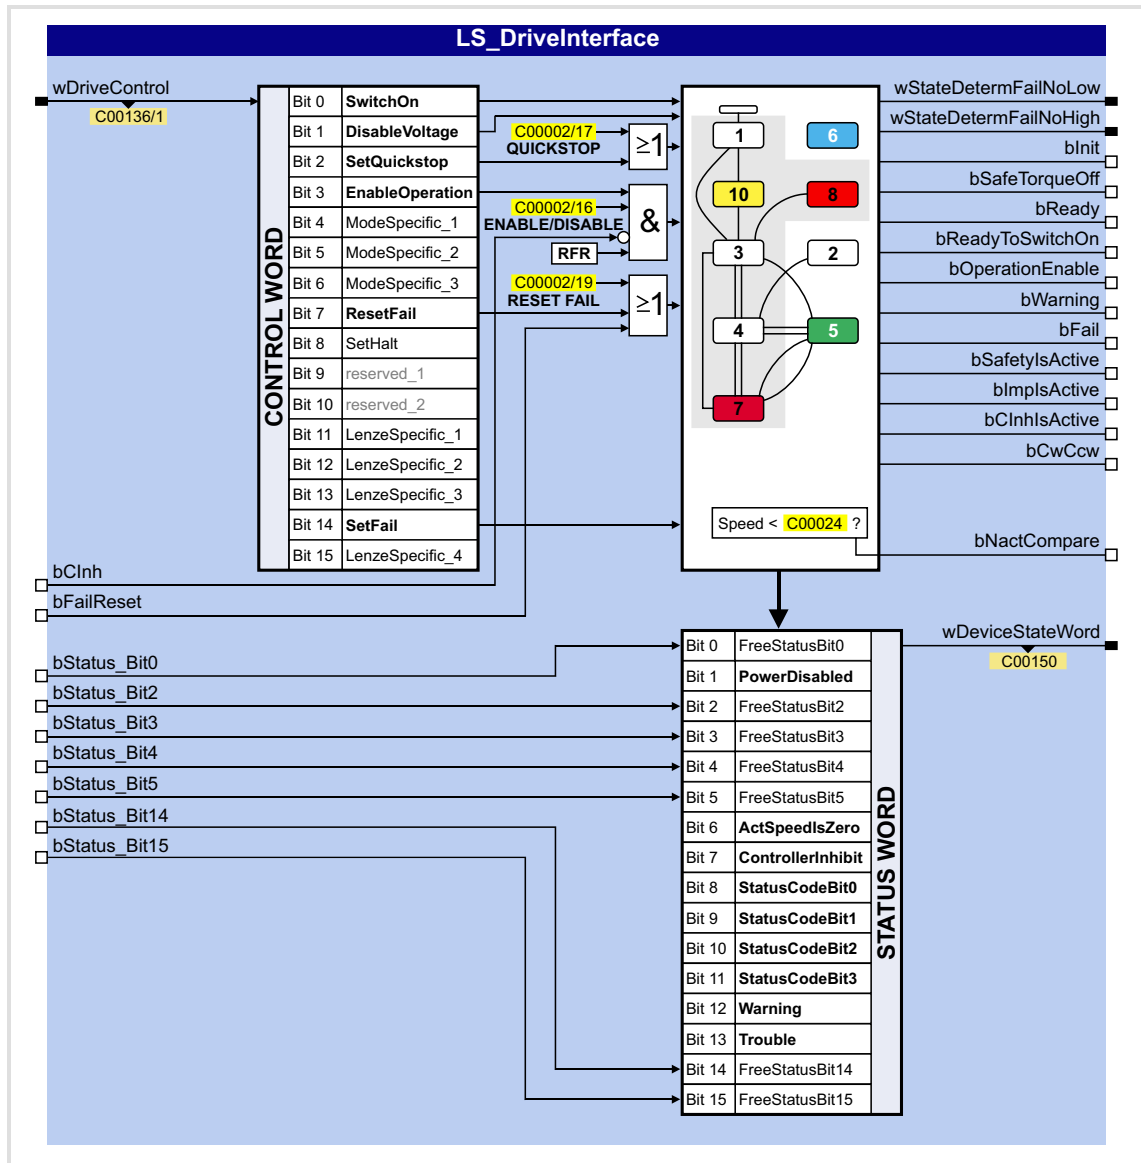 LS_DriveInterface
wDriveControl
C00136/1
CONTROL WORD
Bit 0 SwitchOn
Bit 1 DisableVoltage
Bit 2 SetQuickstop
Bit 3 EnableOperation
Bit 4 ModeSpecific_1
Bit 5 ModeSpecific_2
Bit 6 ModeSpecific_3
Bit 7 ResetFail
Bit 8 SetHalt
Bit 9 reserved_1
Bit 10 reserved_2
Bit 11 LenzeSpecific_1
Bit 12 LenzeSpecific_2
Bit 13 LenzeSpecific_3
Bit 14 SetFail
Bit 15 LenzeSpecific_4
C00002/17
QUICKSTOP
≥1
C00002/16
ENABLE/DISABLE
&
RFR
C00002/19
RESET FAIL
≥1
1
6
10
8
3
2
4
5
7
Speed < C00024 ?
wStateDetermFailNoLow
wStateDetermFailNoHigh
bInit
bSafeTorqueOff
bReady
bReadyToSwitchOn
bOperationEnable
bWarning
bFail
bSafetyIsActive
bImpIsActive
bCInhIsActive
bCwCcw
bNactCompare
bCInh
bFailReset
bStatus_Bit0
bStatus_Bit2
bStatus_Bit3
bStatus_Bit4
bStatus_Bit5
bStatus_Bit14
bStatus_Bit15
Bit 0 FreeStatusBit0
Bit 1 PowerDisabled
Bit 2 FreeStatusBit2
Bit 3 FreeStatusBit3
Bit 4 FreeStatusBit4
Bit 5 FreeStatusBit5
Bit 6 ActSpeedIsZero
Bit 7 ControllerInhibit
Bit 8 StatusCodeBit0
Bit 9 StatusCodeBit1
Bit 10 StatusCodeBit2
Bit 11 StatusCodeBit3
Bit 12 Warning
Bit 13 Trouble
Bit 14 FreeStatusBit14
Bit 15 FreeStatusBit15
STATUS WORD
wDeviceStateWord
C00150